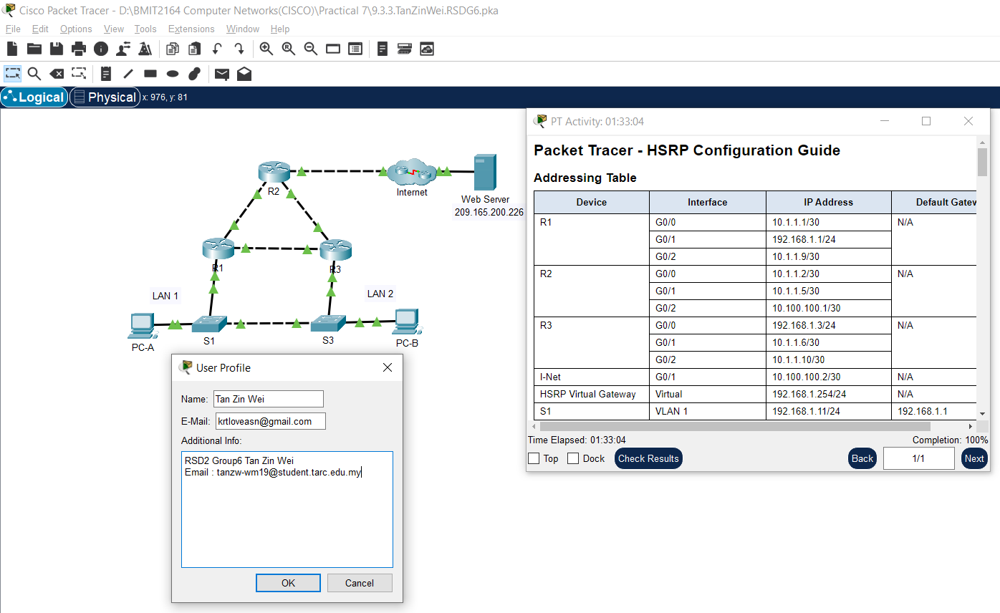 Cisco Packet Tracer - D:\BMIT2164 Computer Networks(CISCO)\Practical 7\9.3.3.TanZinWei.RSDG6.pka
File Edit Options View Tools Extensions Window Help
Logical Physical x: 976, y: 81
R2
Internet
Web Server
209.165.200.226
R1
R3
LAN 1
LAN 2
PC-A
S1
S3
PC-B
User Profile
Name: Tan Zin Wei
E-Mail: krtloveasn@gmail.com
Additional Info:
RSD2 Group6 Tan Zin Wei
Email : tanzw-wm19@student.tarc.edu.my
OK Cancel
PT Activity: 01:33:04
Packet Tracer - HSRP Configuration Guide
Addressing Table
Device Interface IP Address Default Gatew
R1 G0/0 10.1.1.1/30 N/A
G0/1 192.168.1.1/24
G0/2 10.1.1.9/30
R2 G0/0 10.1.1.2/30 N/A
G0/1 10.1.1.5/30
G0/2 10.100.100.1/30
R3 G0/0 192.168.1.3/24 N/A
G0/1 10.1.1.6/30
G0/2 10.1.1.10/30
I-Net G0/1 10.100.100.2/30 N/A
HSRP Virtual Gateway Virtual 192.168.1.254/24 N/A
S1 VLAN 1 192.168.1.11/24 192.168.1.1
Time Elapsed: 01:33:04 Completion: 100%
Top Dock Check Results Back 1/1 Next